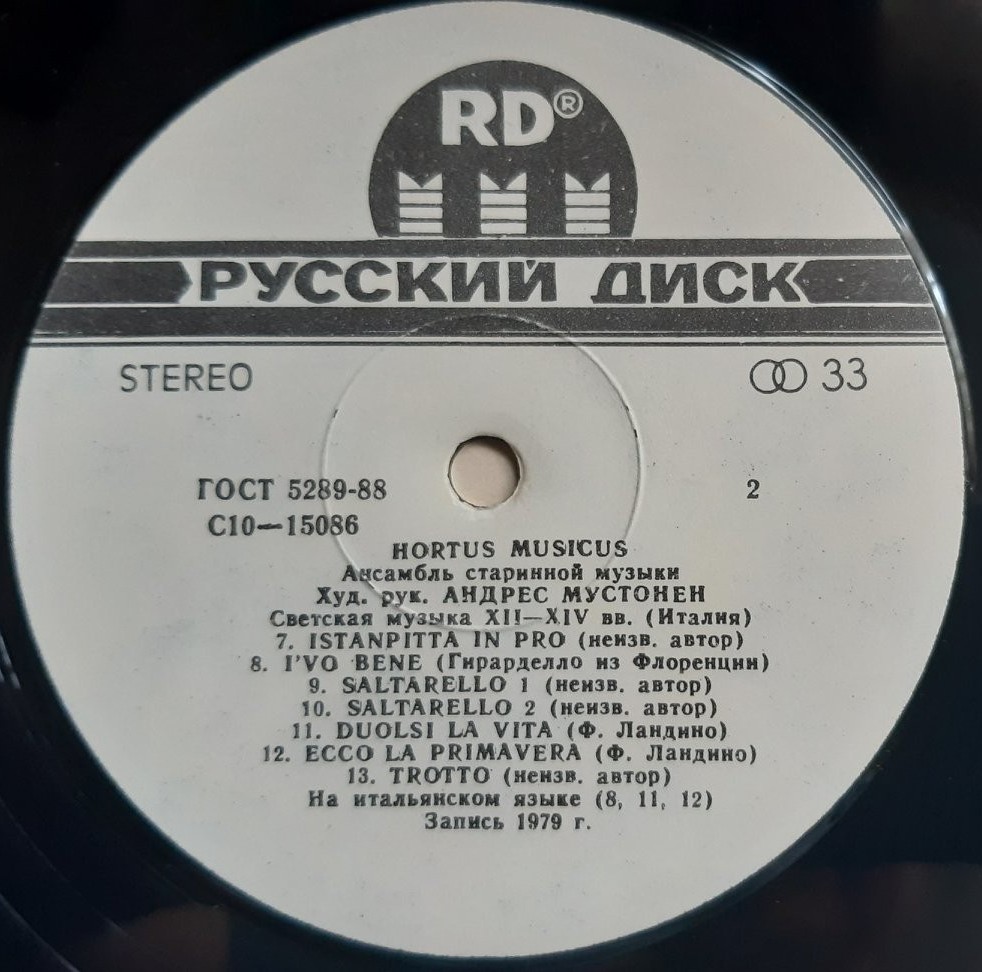 RD®
РУССКИЙ ДИСК
STEREO
33
ГОСТ 5289-88
2
С10—15086
HORTUS MUSICUS
Ансамбль старинной музыки
Худ. рук. АНДРЕС МУСТОНЕН
Светская музыка XII—XIV вв. (Италия)
7. ISTANPITTA IN PRO (неизв. автор)
8. I'VO BENE (Гирарделло из Флоренции)
9. SALTARELLO 1 (неизв. автор)
10. SALTARELLO 2 (неизв. автор)
11. DUOLSI LA VITA (Ф. Ландино)
12. ECCO LA PRIMAVERA (Ф. Ландино)
13. TROTTO (неизв. автор)
На итальянском языке (8, 11, 12)
Запись 1979 г.